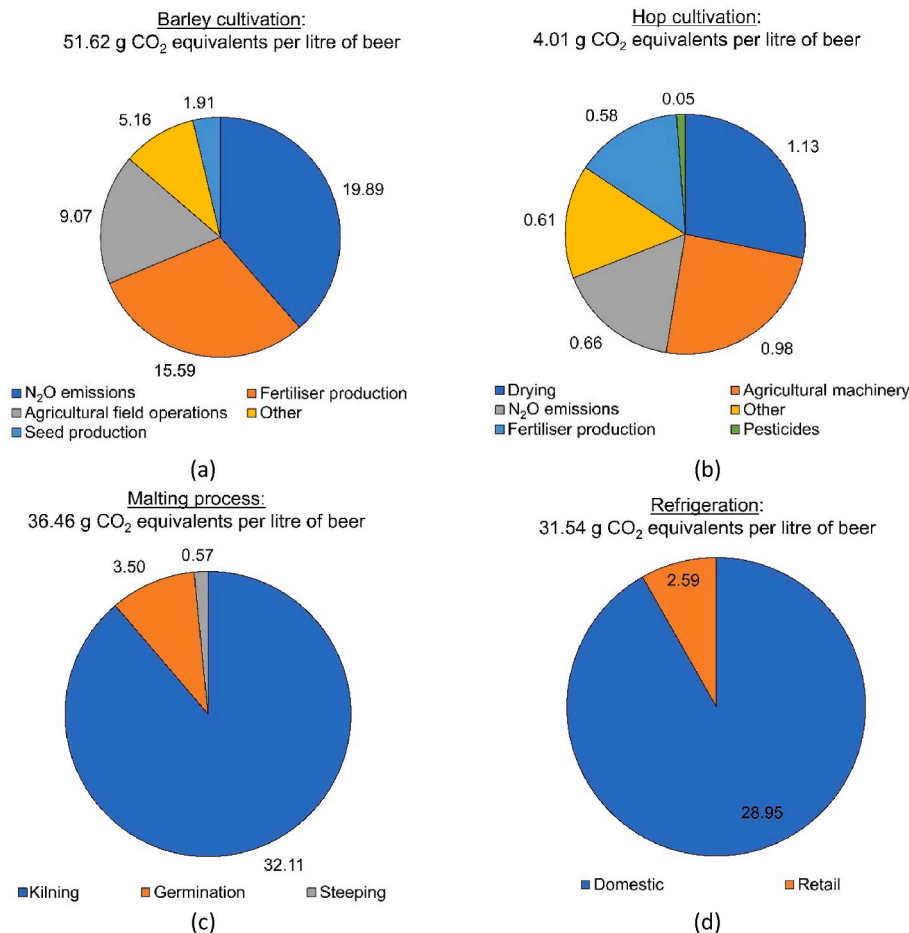 Barley cultivation:
51.62 g CO₂ equivalents per litre of beer
1.91
5.16
19.89
9.07
15.59
N₂O emissions
Fertiliser production
Agricultural field operations
Other
Seed production
(a)
Hop cultivation:
4.01 g CO₂ equivalents per litre of beer
0.05
0.58
1.13
0.61
0.66
0.98
Drying
Agricultural machinery
N₂O emissions
Other
Fertiliser production
Pesticides
(b)
Malting process:
36.46 g CO₂ equivalents per litre of beer
0.57
3.50
32.11
Kilning
Germination
Steeping
(c)
Refrigeration:
31.54 g CO₂ equivalents per litre of beer
2.59
28.95
Domestic
Retail
(d)